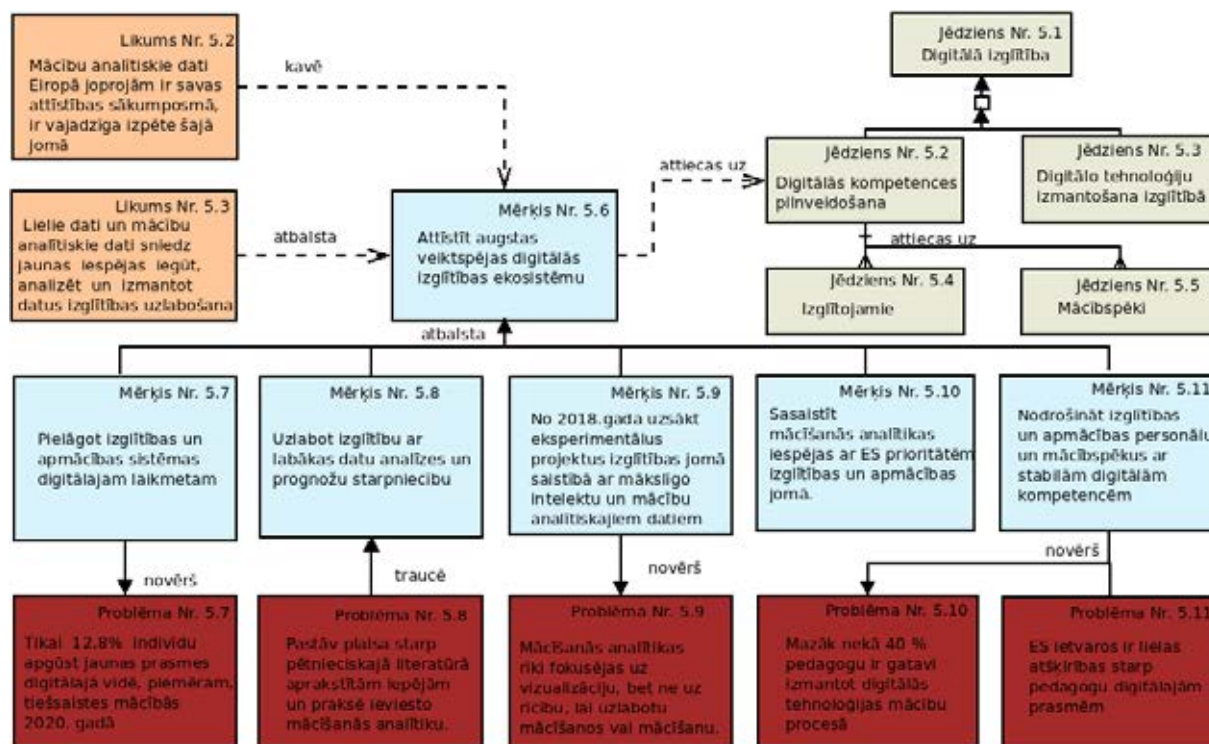 Likums Nr. 5.2
Mācību analītiskie dati
Eiropā joprojām ir savas
attīstības sākumposmā,
ir vajadzīga izpēte šajā
jomā
kavē
Jēdziens Nr. 5.1
Digitālā izglītība
Likums Nr. 5.3
Lielie dati un mācību
analītiskie dati sniedz
jaunas iespējas iegūt,
analizēt un izmantot
datus izglītības uzlabošana
atbalsta
Mērķis Nr. 5.6
Attīstīt augstas
veiktspējas digitālās
izglītības ekosistēmu
attiecas uz
Jēdziens Nr. 5.2
Digitālās kompetences
pilnveidošana
Jēdziens Nr. 5.3
Digitālo tehnoloģiju
izmantošana izglītībā
attiecas uz
Jēdziens Nr. 5.4
Izglītojamie
Jēdziens Nr. 5.5
Mācībspēki
atbalsta
Mērķis Nr. 5.7
Pielāgot izglītības un
apmācības sistēmas
digitālajam laikmetam
Mērķis Nr. 5.8
Uzlabot izglītību ar
labākas datu analīzes un
prognožu starpniecību
Mērķis Nr. 5.9
No 2018.gada uzsākt
eksperimentālus
projektus izglītības jomā
saistībā ar mākslīgo
intelektu un mācību
analītiskajiem datiem
Mērķis Nr. 5.10
Sasaistīt
mācīšanās analītikas
iespējas ar ES prioritātēm
izglītības un apmācības
jomā.
Mērķis Nr. 5.11
Nodrošināt izglītības
un apmācības personālu
un mācībspēkus ar
stabilām digitālām
kompetencēm
novērš
traucē
novērš
novērš
Problēma Nr. 5.7
Tikai 12,8% indivīdu
apgūst jaunas prasmes
digitālajā vidē, piemēram,
tiešsaistes mācībās
2020. gadā
Problēma Nr. 5.8
Pastāv plaisa starp
pētnieciskajā literatūrā
aprakstītām iepējām
un praksē ieviesto
mācīšanās analītiku.
Problēma Nr. 5.9
Mācīšanās analītikas
rīki fokusējas uz
vizualizāciju, bet ne uz
rīcību, lai uzlabotu
mācīšanos vai mācīšanu.
Problēma Nr. 5.10
Mazāk nekā 40 %
pedagogu ir gatavi
izmantot digitālās
tehnoloģijas mācību
procesā
Problēma Nr. 5.11
ES ietvaros ir lielas
atšķirības starp
pedagogu digitālajām
prasmēm